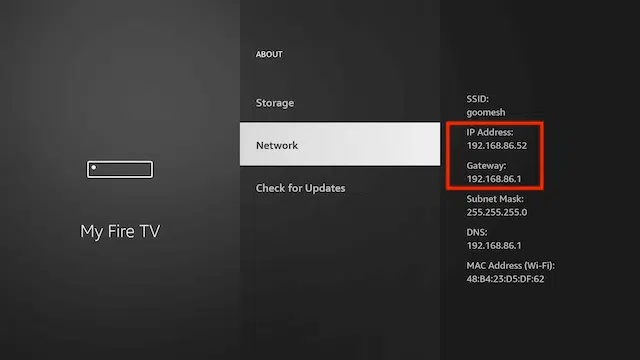 ABOUT
Storage
Network
Check for Updates
My Fire TV
SSID:
goomesh
IP Address:
192.168.86.52
Gateway:
192.168.86.1
Subnet Mask:
255.255.255.0
DNS:
192.168.86.1
MAC Address (Wi-Fi):
48:B4:23:D5:DF:62